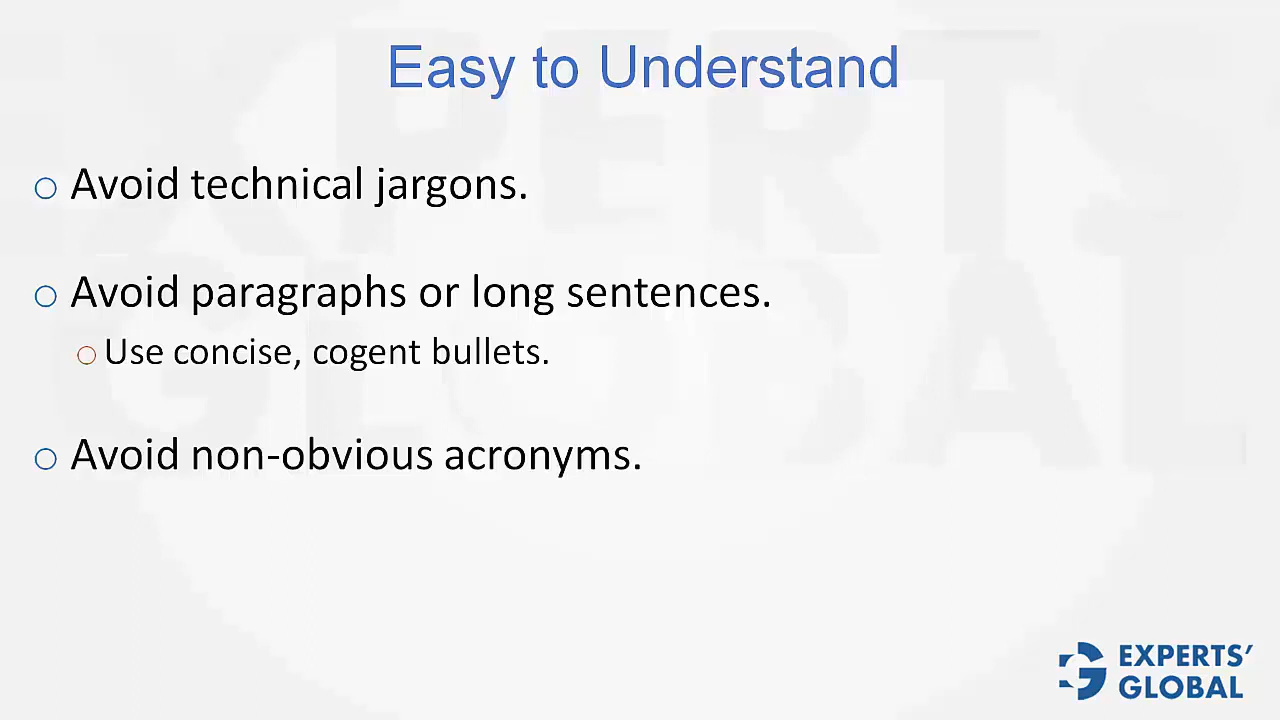 Easy to Understand
Avoid technical jargons.
Avoid paragraphs or long sentences.
Use concise, cogent bullets.
Avoid non-obvious acronyms.
EXPERTS’
GLOBAL